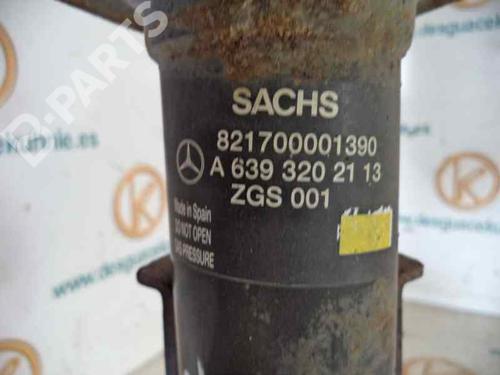 SACHS
821700001390
A 639 320 21 13
ZGS 001
Made in Spain
DO NOT OPEN
GAS PRESSURE
B-PARTS